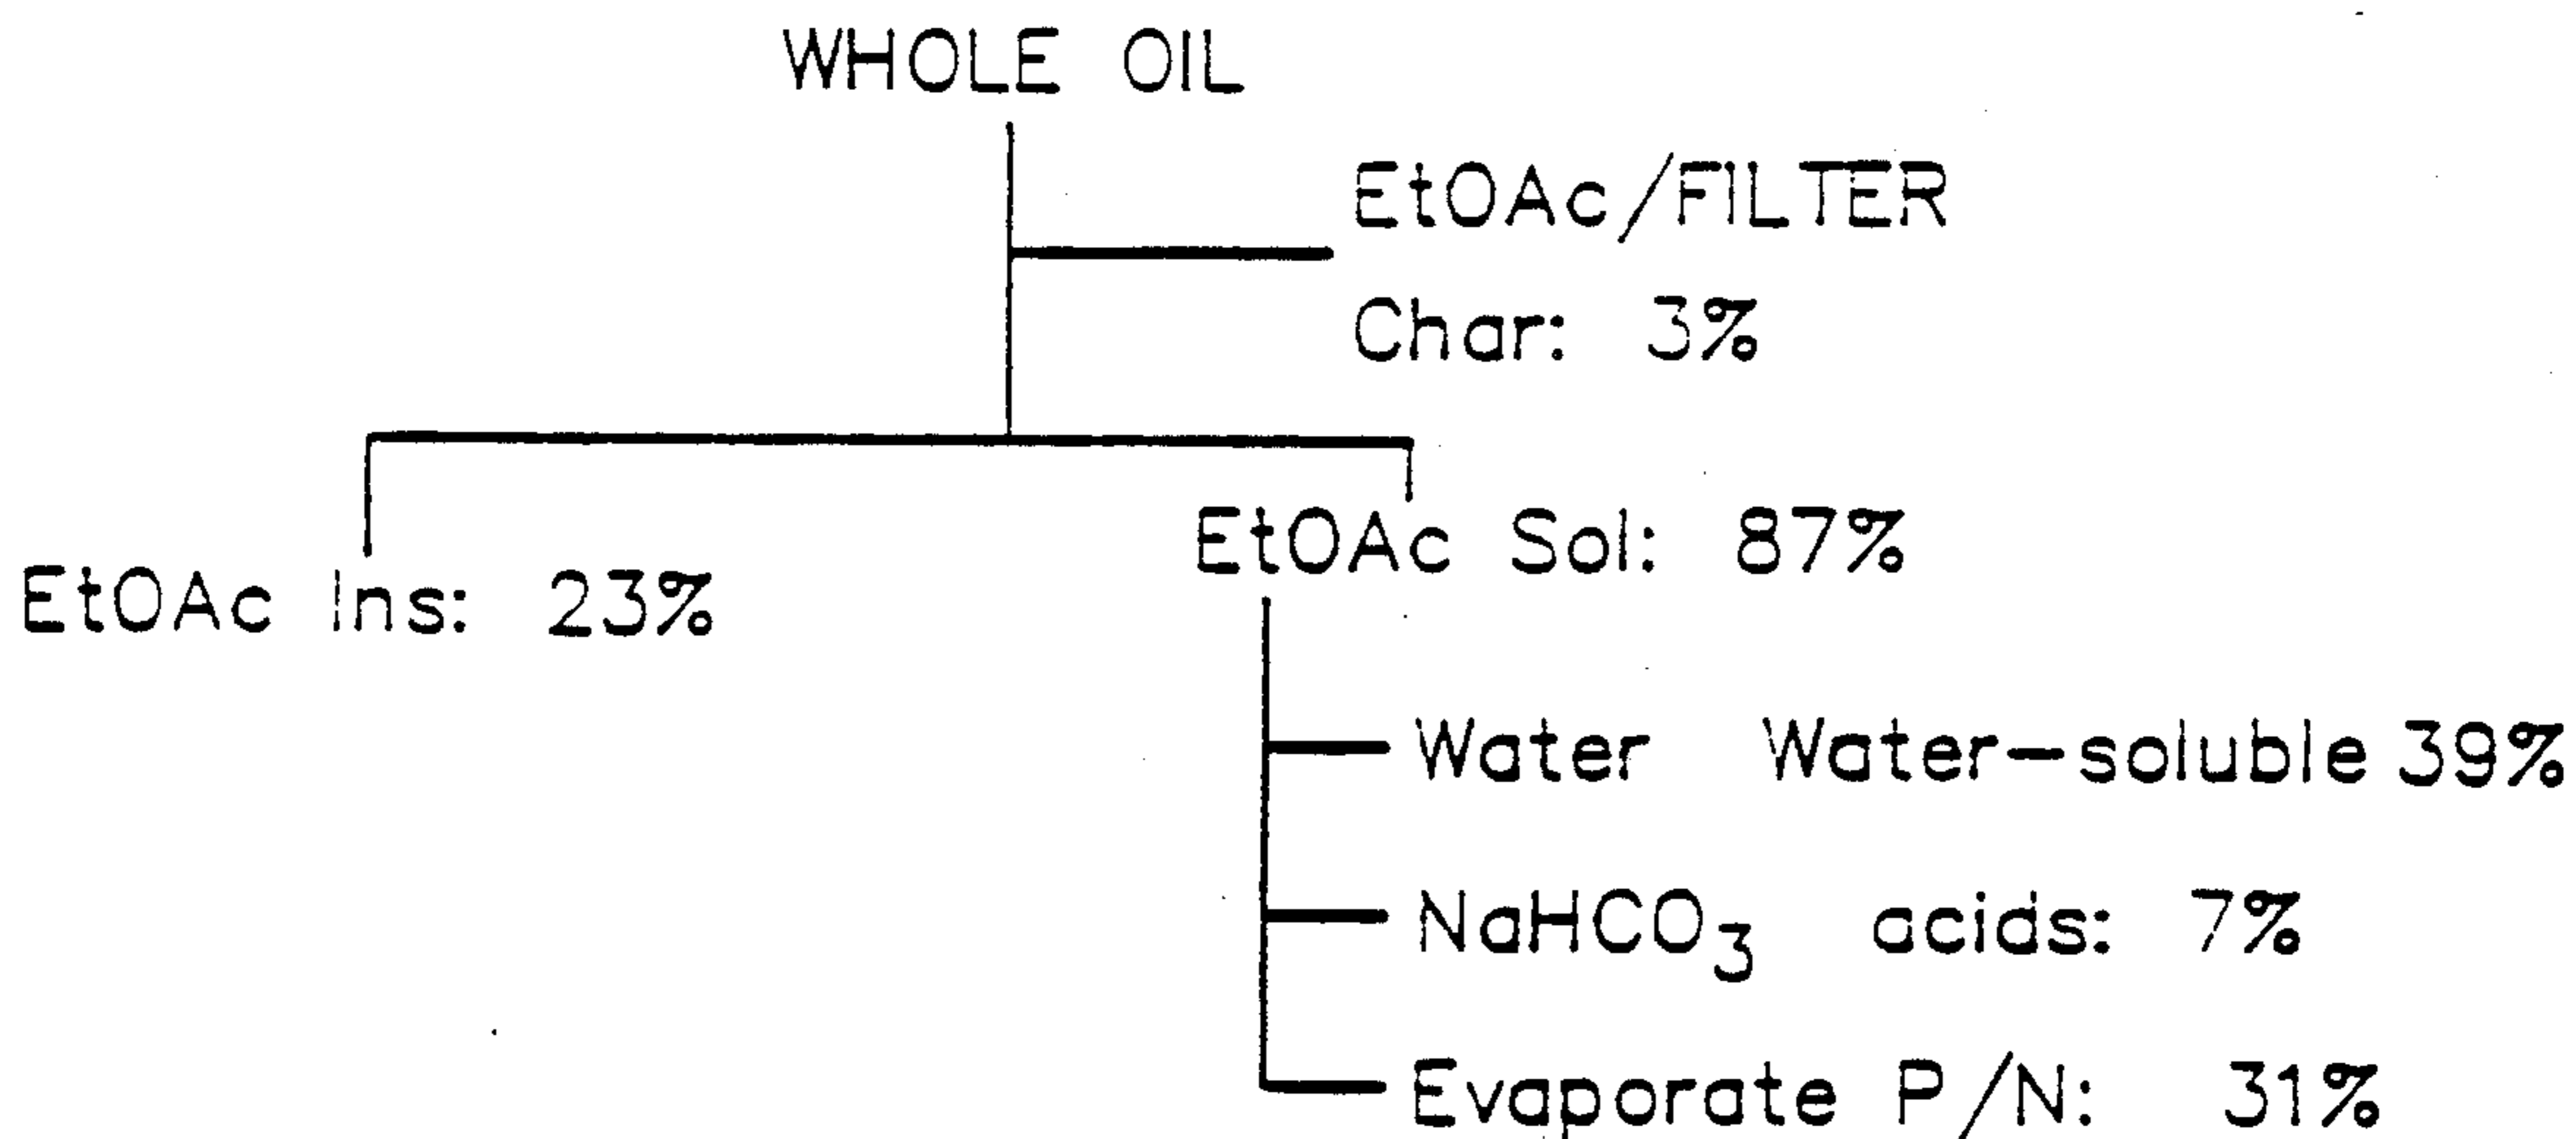 WHOLE OIL
EtOAc/FILTER
Char: 3%
EtOAc Sol: 87%
EtOAc Ins: 23%
Water Water-soluble 39%
NaHCO₃ acids: 7%
Evaporate P/N: 31%